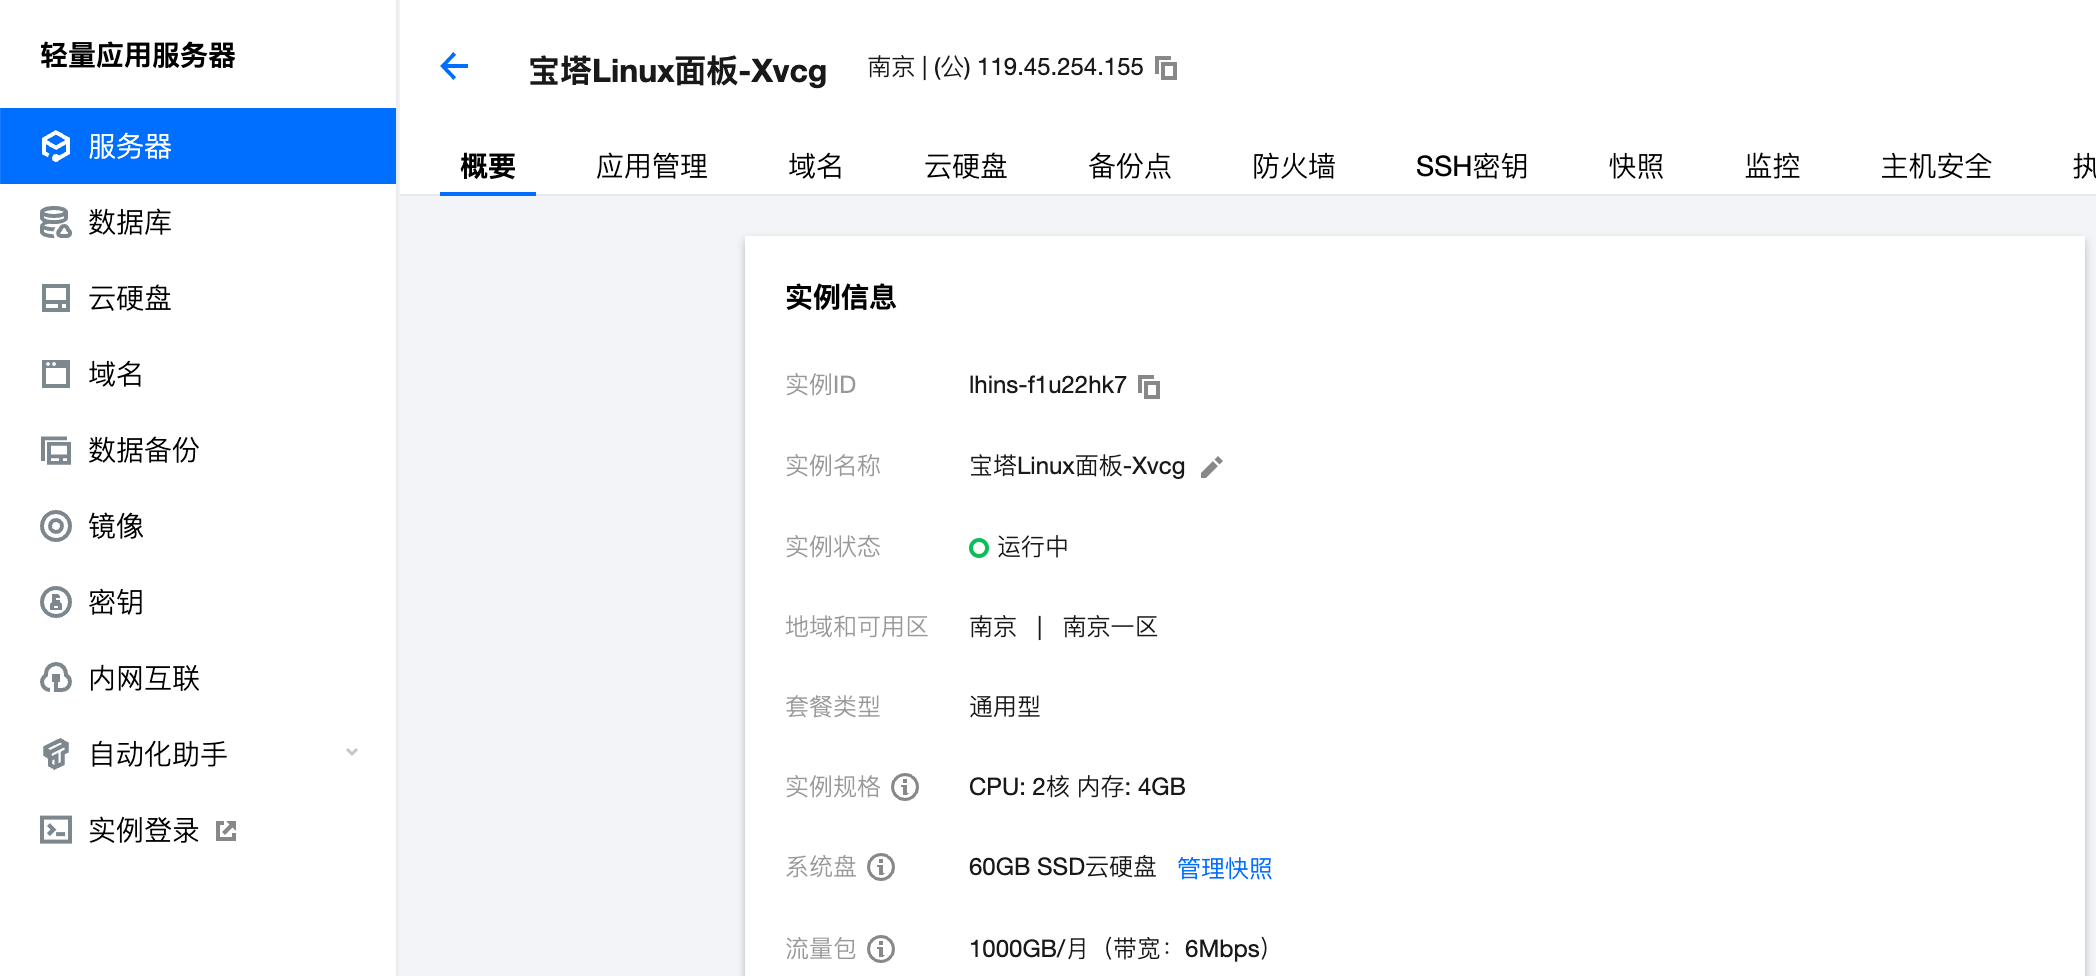 轻量应用服务器
服务器
数据库
云硬盘
域名
数据备份
镜像
密钥
内网互联
自动化助手
实例登录
宝塔Linux面板-Xvcg
南京 | (公) 119.45.254.155
概要 应用管理 域名 云硬盘 备份点 防火墙 SSH密钥 快照 监控 主机安全 执
实例信息
实例ID lhins-f1u22hk7
实例名称 宝塔Linux面板-Xvcg
实例状态 运行中
地域和可用区 南京 | 南京一区
套餐类型 通用型
实例规格 CPU: 2核 内存: 4GB
系统盘 60GB SSD云硬盘 管理快照
流量包 1000GB/月（带宽：6Mbps）